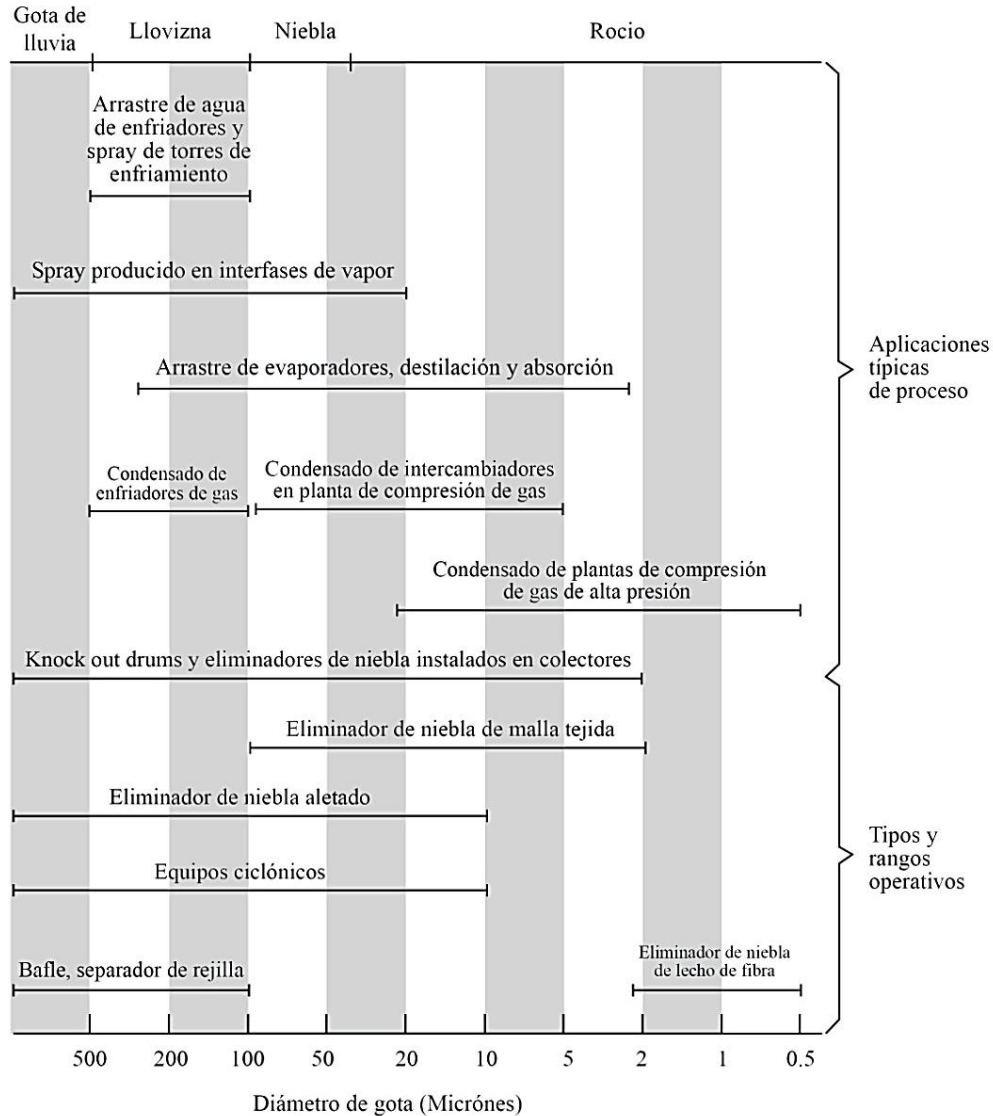 Gota de
lluvia
Llovizna
Niebla
Rocio
Arrastre de agua
de enfriadores y
spray de torres de
enfriamiento
Spray producido en interfases de vapor
Arrastre de evaporadores, destilación y absorción
Condensado de
enfriadores de gas
Condensado de intercambiadores
en planta de compresión de gas
Condensado de plantas de compresión
de gas de alta presión
Aplicaciones
típicas
de proceso
Knock out drums y eliminadores de niebla instalados en colectores
Eliminador de niebla de malla tejida
Eliminador de niebla aletado
Equipos ciclónicos
Bafle, separador de rejilla
Eliminador de niebla
de lecho de fibra
Tipos y
rangos
operativos
500 200 100 50 20 10 5 2 1 0.5
Diámetro de gota (Micrónes)